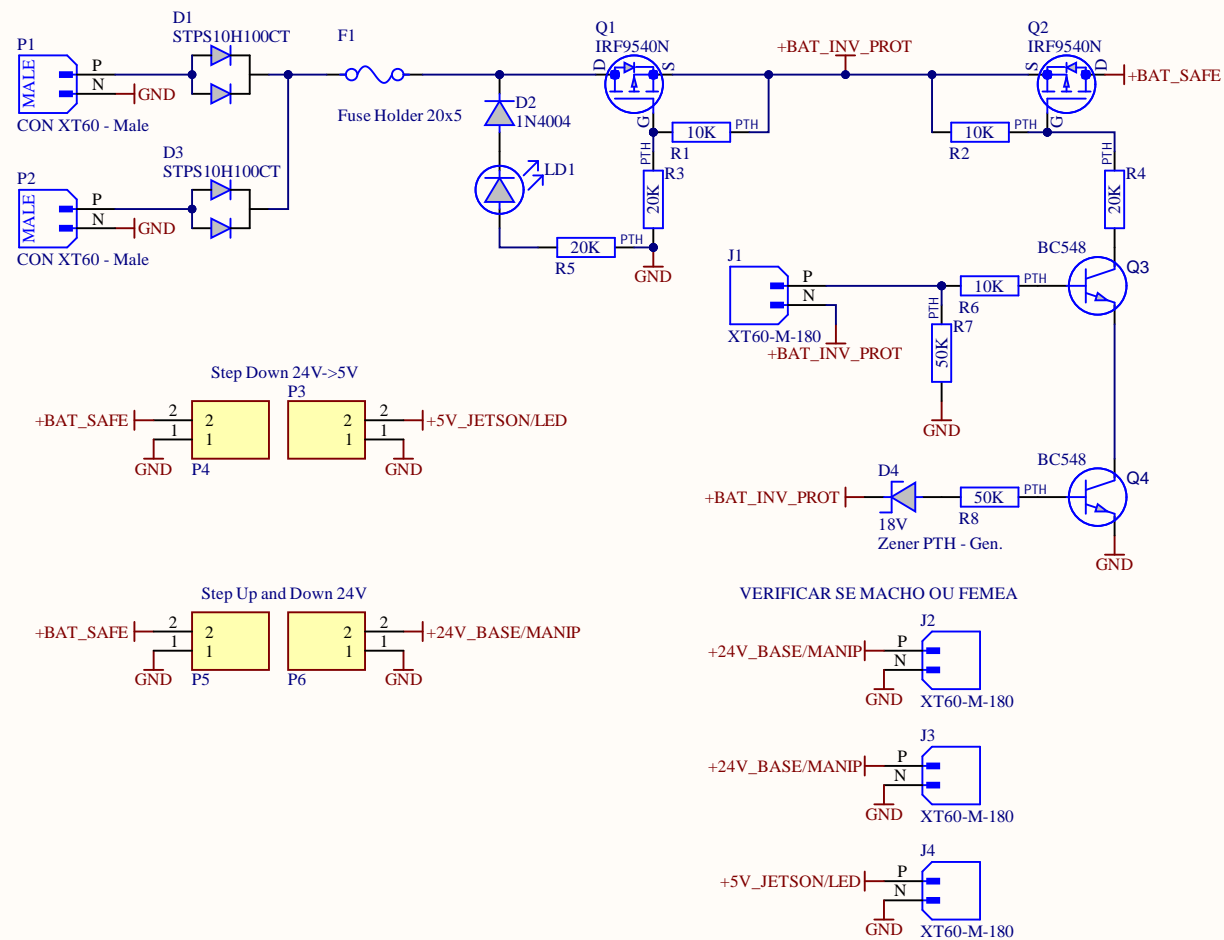 D1
STPS10H100CT
P1
MALE
P
N
GND
CON XT60 - Male
F1
Fuse Holder 20x5
D3
STPS10H100CT
P2
MALE
P
N
GND
CON XT60 - Male
D2
1N4004
LD1
20K
PTH
R5
Q1
IRF9540N
D
S
G
10K
PTH
R1
PTH
R3
20K
GND
+BAT_INV_PROT
Q2
IRF9540N
S
D
G
+BAT_SAFE
10K
PTH
R2
PTH
R4
20K
J1
P
N
XT60-M-180
+BAT_INV_PROT
10K
PTH
R6
PTH
R7
50K
GND
BC548
Q3
BC548
Q4
GND
+BAT_INV_PROT
D4
18V
Zener PTH - Gen.
50K
PTH
R8
Step Down 24V->5V
P3
+BAT_SAFE
2
1
2
1
GND
P4
2
1
2
1
+5V_JETSON/LED
GND
Step Up and Down 24V
+BAT_SAFE
2
1
2
1
GND
P5
2
1
2
1
+24V_BASE/MANIP
GND
P6
VERIFICAR SE MACHO OU FEMEA
J2
+24V_BASE/MANIP
P
N
GND
XT60-M-180
J3
+24V_BASE/MANIP
P
N
GND
XT60-M-180
J4
+5V_JETSON/LED
P
N
GND
XT60-M-180